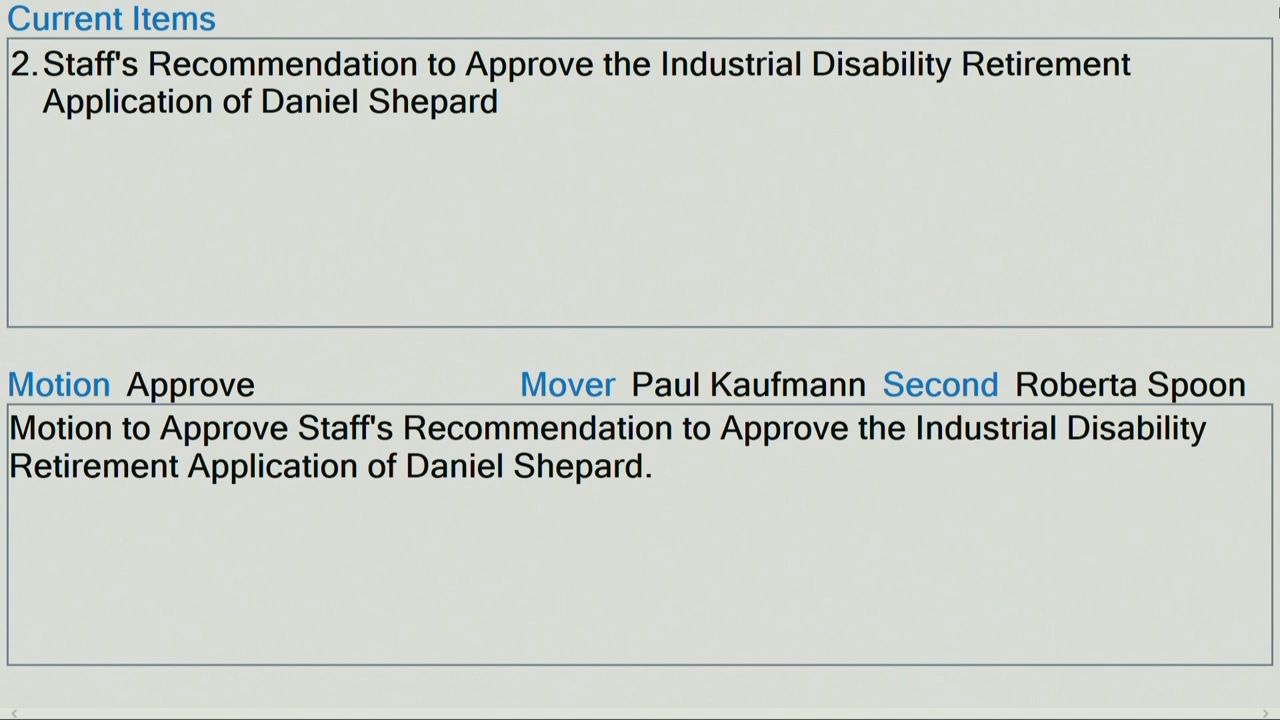 Current Items
2. Staff's Recommendation to Approve the Industrial Disability Retirement
Application of Daniel Shepard
Motion Approve Mover Paul Kaufmann Second Roberta Spoon
Motion to Approve Staff's Recommendation to Approve the Industrial Disability
Retirement Application of Daniel Shepard.